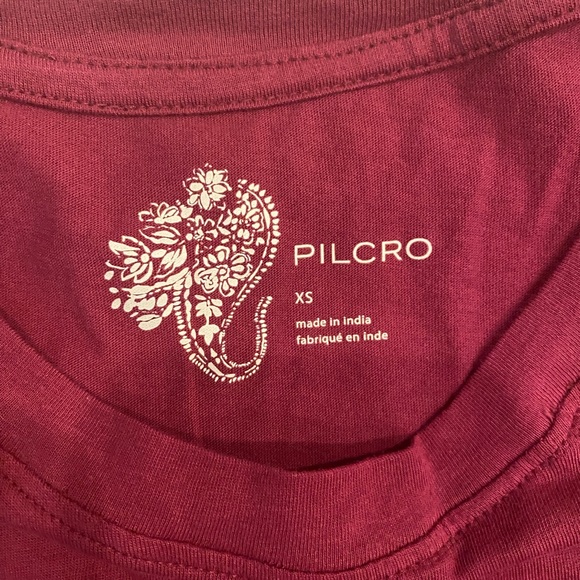 PILCRO
XS
made in india
fabriqué en inde